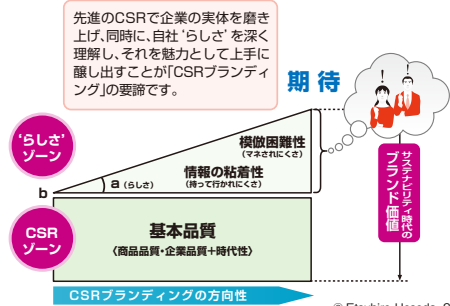 先進のCSRで企業の実体を磨き
上げ、同時に、自社‘らしさ’を深く
理解し、それを魅力として上手に
醸し出すことが「CSRブランディ
ング」の要諦です。
期待
‘らしさ’
ゾーン
模倣困難性
(マネされにくさ)
情報の粘着性
(持って行かれにくさ)
a(らしさ)
b
サステナビリティ時代の
ブランド価値
CSR
ゾーン
基本品質
〈商品品質・企業品質＋時代性〉
CSRブランディングの方向性